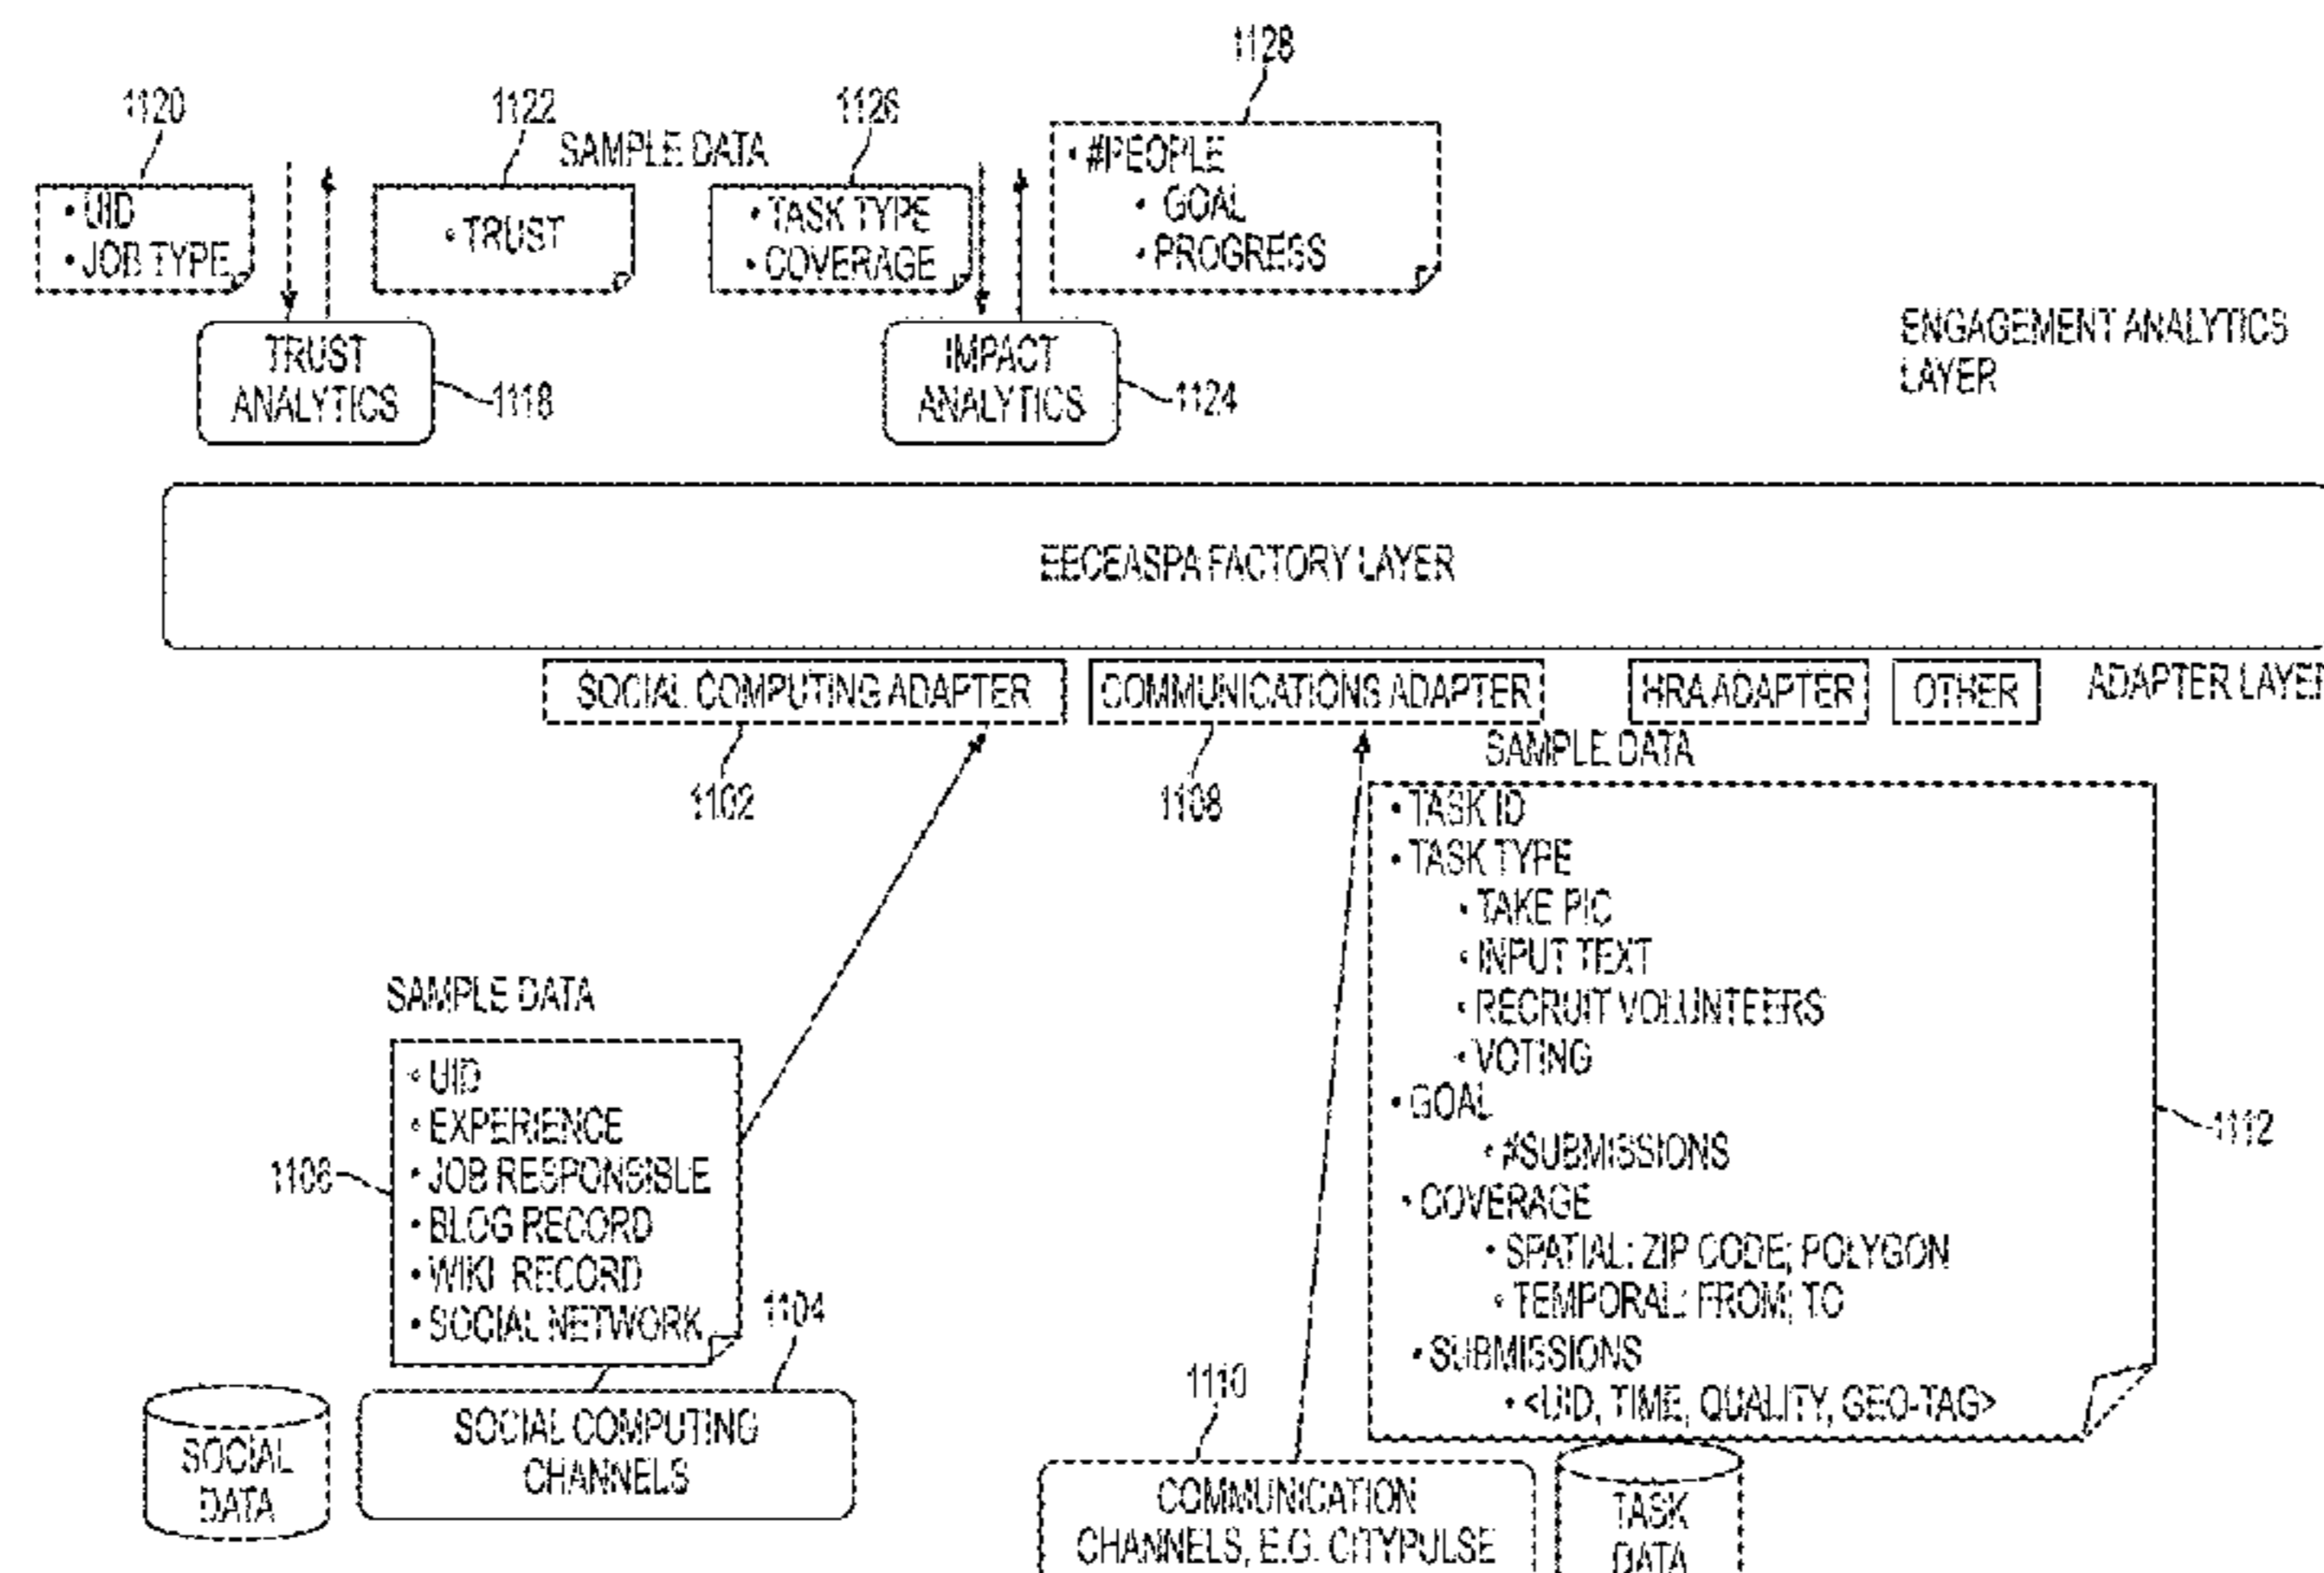 1128
1120
1122
1126
SAMPLE DATA
• #PEOPLE
• GOAL
• PROGRESS
• UID
• JOB TYPE
• TRUST
• TASK TYPE
• COVERAGE
TRUST
ANALYTICS
1118
IMPACT
ANALYTICS
1124
ENGAGEMENT ANALYTICS
LAYER
EECEASPA FACTORY LAYER
SOCIAL COMPUTING ADAPTER
COMMUNICATIONS ADAPTER
HRA ADAPTER
OTHER
ADAPTER LAYER
1102
1108
SAMPLE DATA
• TASK ID
• TASK TYPE
• TAKE PIC
• INPUT TEXT
• RECRUIT VOLUNTEERS
• VOTING
• GOAL
• #SUBMISSIONS
• COVERAGE
• SPATIAL: ZIP CODE; POLYGON
• TEMPORAL: FROM; TO
• SUBMISSIONS
• <UID, TIME, QUALITY, GEO-TAG>
1112
SAMPLE DATA
• UID
• EXPERIENCE
• JOB RESPONSIBLE
• BLOG RECORD
• WIKI RECORD
• SOCIAL NETWORK
1106
1104
SOCIAL
DATA
SOCIAL COMPUTING
CHANNELS
1110
COMMUNICATION
CHANNELS, E.G. CITYPULSE
TASK
DATA